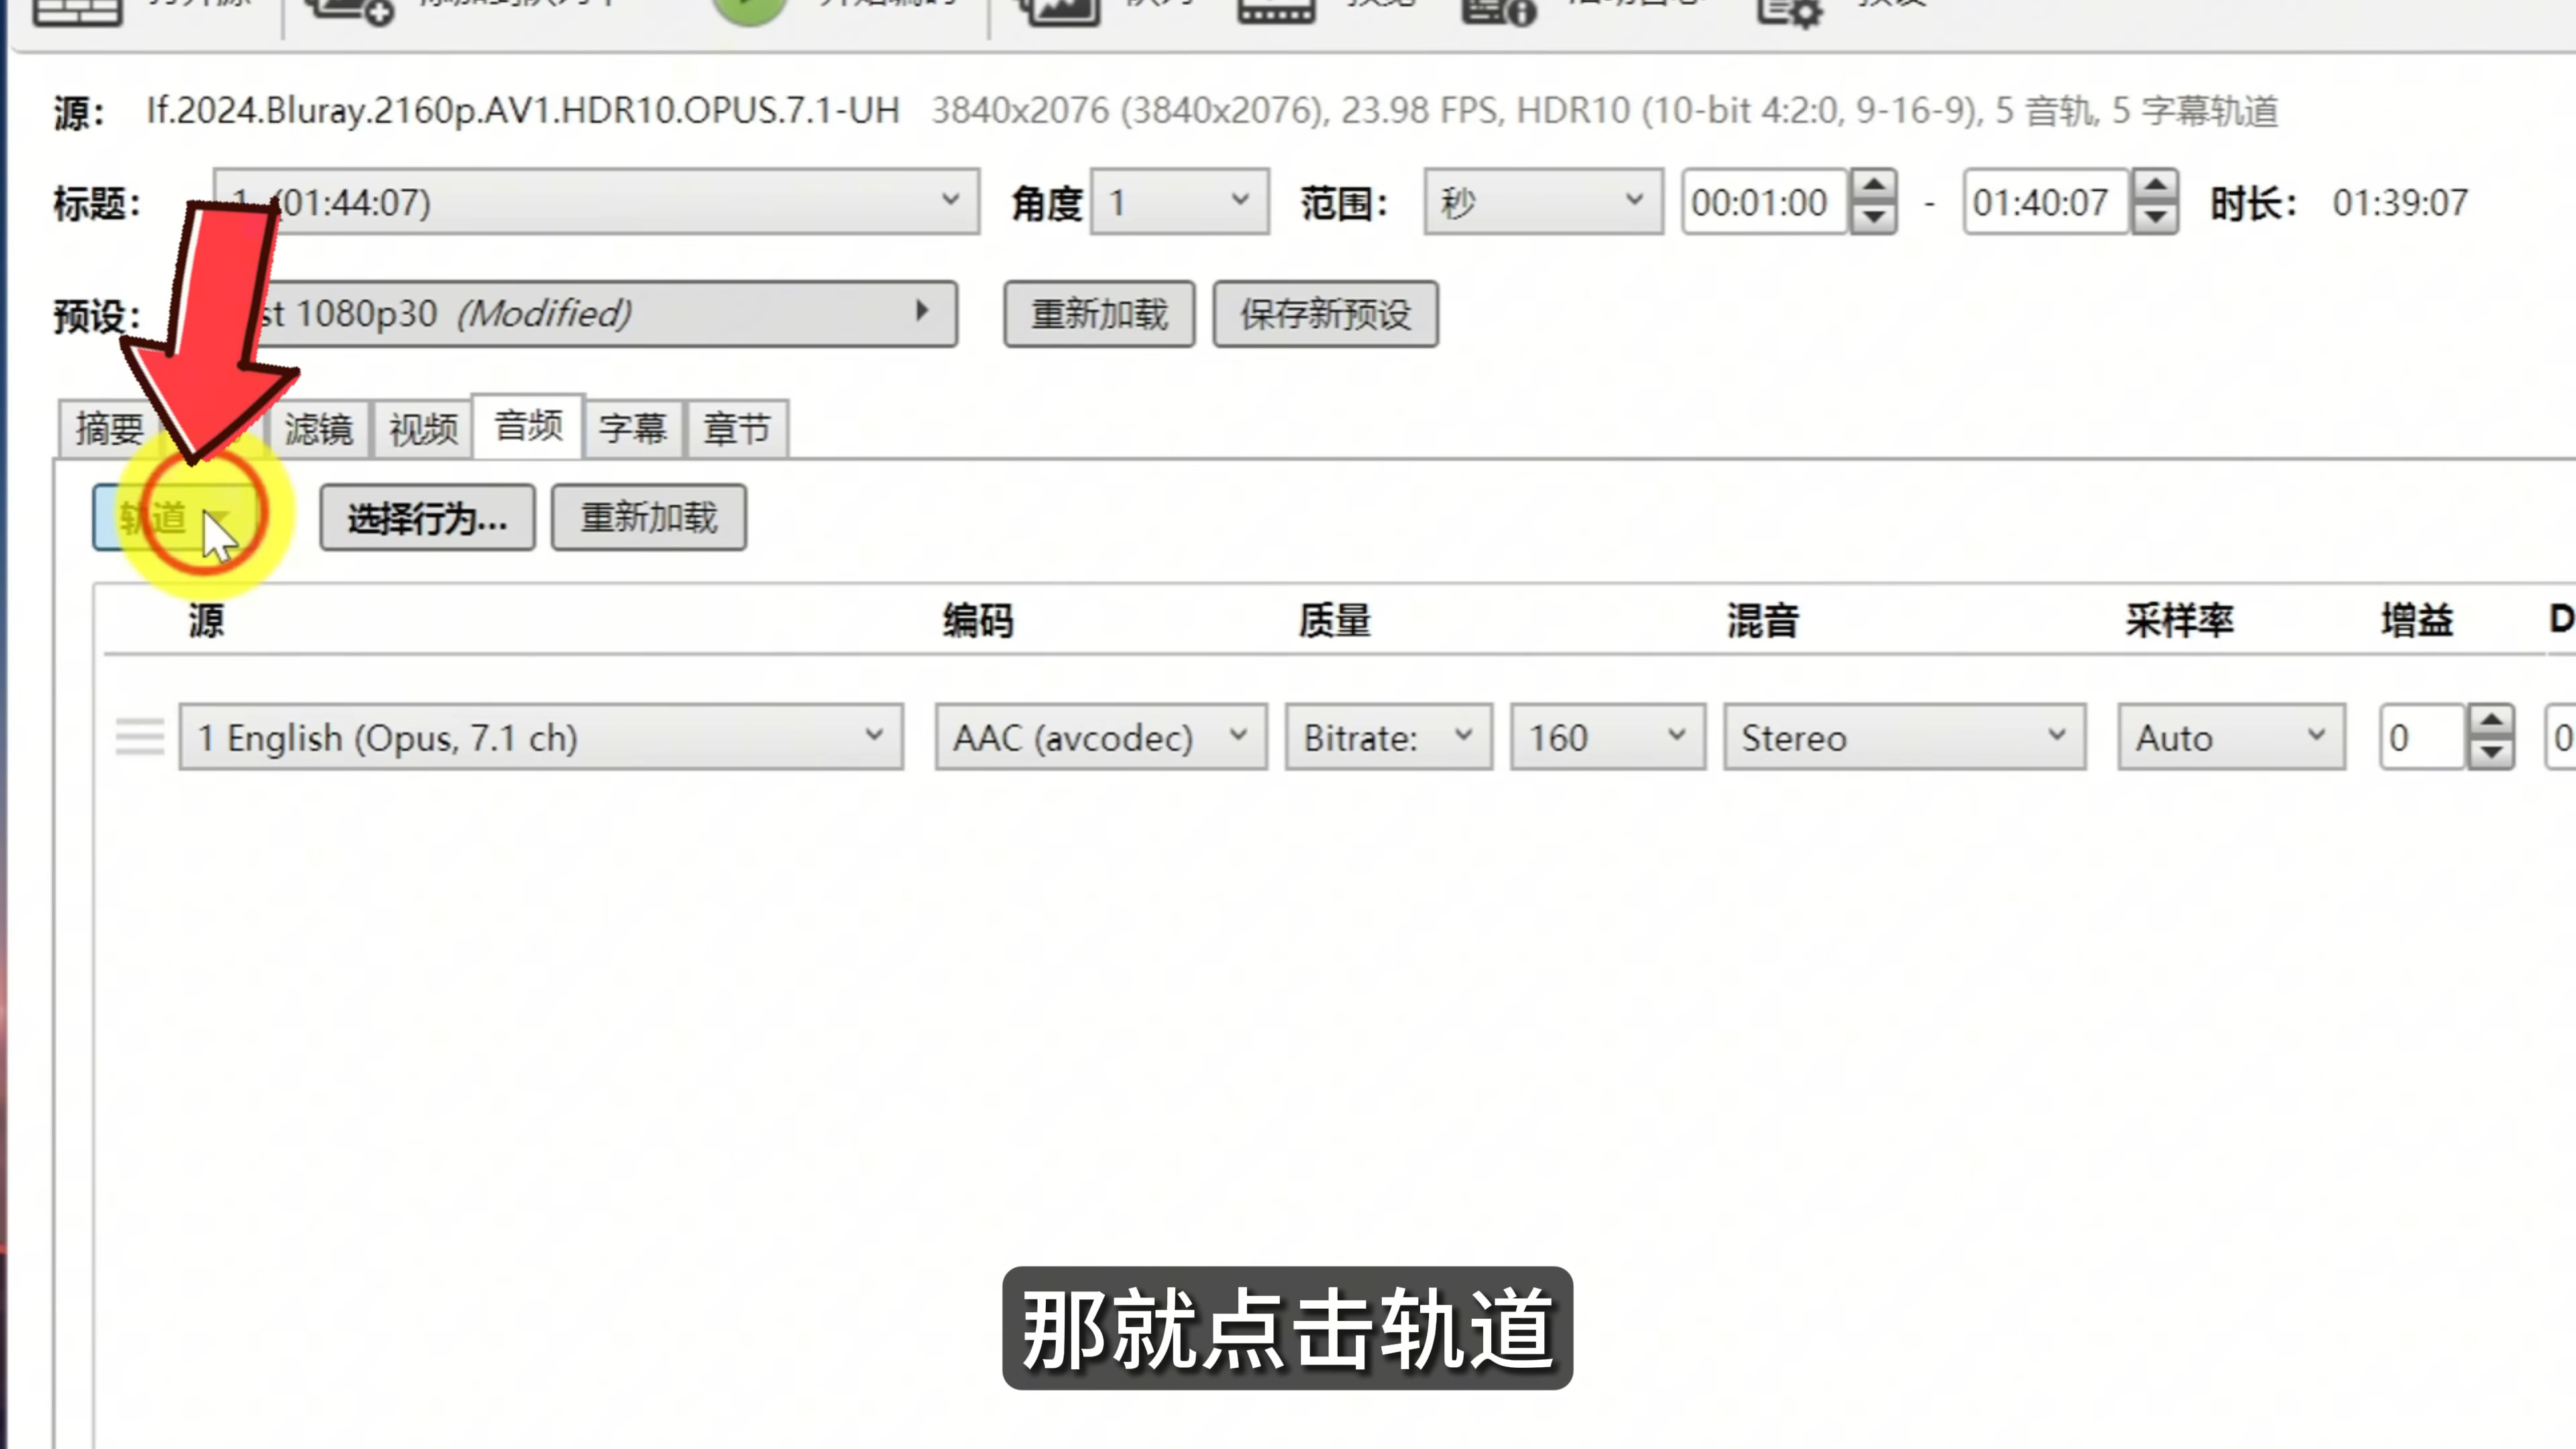 源： If.2024.Bluray.2160p.AV1.HDR10.OPUS.7.1-UH 3840x2076 (3840x2076), 23.98 FPS, HDR10 (10-bit 4:2:0, 9-16-9), 5 音轨, 5 字幕轨道
标题： 1 (01:44:07) 角度 1 范围： 秒 00:01:00 - 01:40:07 时长： 01:39:07
预设： st 1080p30 (Modified) 重新加载 保存新预设
摘要 滤镜 视频 音频 字幕 章节
轨道 选择行为... 重新加载
源 编码 质量 混音 采样率 增益 D
1 English (Opus, 7.1 ch) AAC (avcodec) Bitrate: 160 Stereo Auto 0 0
那就点击轨道